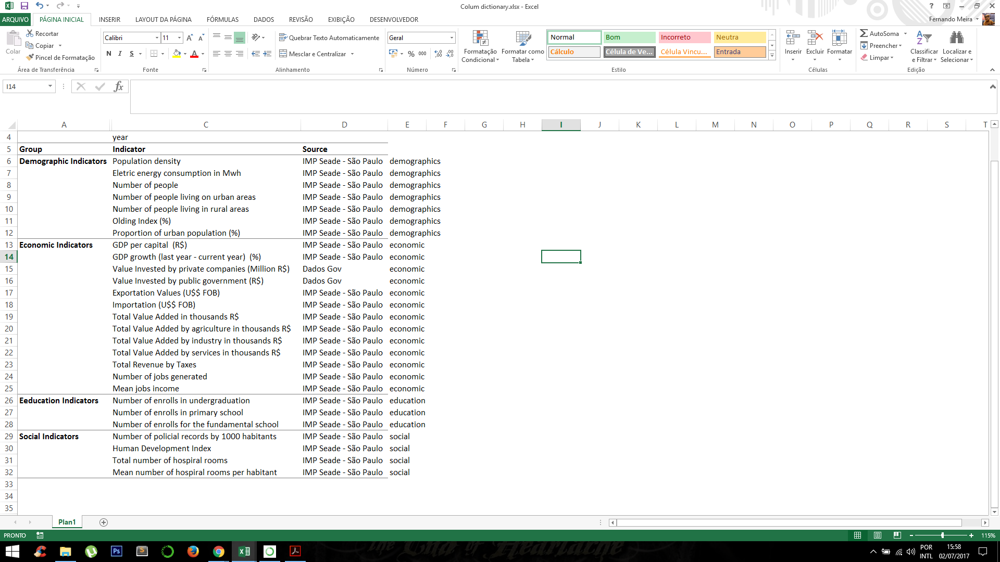 Colum dictionary.xlsx - Excel
?
ARQUIVO PÁGINA INICIAL INSERIR LAYOUT DA PÁGINA FÓRMULAS DADOS REVISÃO EXIBIÇÃO DESENVOLVEDOR Fernando Meira
Colar
Recortar
Copiar
Pincel de Formatação
Área de Transferência
Calibri 11 A A
N I S A
Fonte
Quebrar Texto Automaticamente
Mesclar e Centralizar
Alinhamento
Geral
% 000
Número
Formatação Condicional
Formatar como Tabela
Normal Bom Incorreto Neutra
Cálculo Célula de Ve... Célula Vincu... Entrada
Estilo
Inserir Excluir Formatar
Células
AutoSoma
Preencher
Limpar
Classificar e Filtrar
Localizar e Selecionar
Edição
I14 fx
A C D E F G H I J K L M N O P Q R S T
4 year
5 Group Indicator Source
6 Demographic Indicators Population density IMP Seade - São Paulo demographics
7 Eletric energy consumption in Mwh IMP Seade - São Paulo demographics
8 Number of people IMP Seade - São Paulo demographics
9 Number of people living on urban areas IMP Seade - São Paulo demographics
10 Number of people living in rural areas IMP Seade - São Paulo demographics
11 Olding Index (%) IMP Seade - São Paulo demographics
12 Proportion of urban population (%) IMP Seade - São Paulo demographics
13 Economic Indicators GDP per capital  (R$) IMP Seade - São Paulo economic
14 GDP growth (last year - current year)  (%) IMP Seade - São Paulo economic
15 Value Invested by private companies (Million R$) Dados Gov economic
16 Value Invested by public government (R$) Dados Gov economic
17 Exportation Values (U$$ FOB) IMP Seade - São Paulo economic
18 Importation (U$$ FOB) IMP Seade - São Paulo economic
19 Total Value Added in thousands R$ IMP Seade - São Paulo economic
20 Total Value Added by agriculture in thousands R$ IMP Seade - São Paulo economic
21 Total Value Added by industry in thousands R$ IMP Seade - São Paulo economic
22 Total Value Added by services in thousands R$ IMP Seade - São Paulo economic
23 Total Revenue by Taxes IMP Seade - São Paulo economic
24 Number of jobs generated IMP Seade - São Paulo economic
25 Mean jobs income IMP Seade - São Paulo economic
26 Eeducation Indicators Number of enrolls in undergraduation IMP Seade - São Paulo education
27 Number of enrolls in primary school IMP Seade - São Paulo education
28 Number of enrolls for the fundamental school IMP Seade - São Paulo education
29 Social Indicators Number of policial records by 1000 habitants IMP Seade - São Paulo social
30 Human Development Index IMP Seade - São Paulo social
31 Total number of hospiral rooms IMP Seade - São Paulo social
32 Mean number of hospiral rooms per habitant IMP Seade - São Paulo social
33
34
35
Plan1
PRONTO 115%
Ps S POR 15:58
INTL 02/07/2017